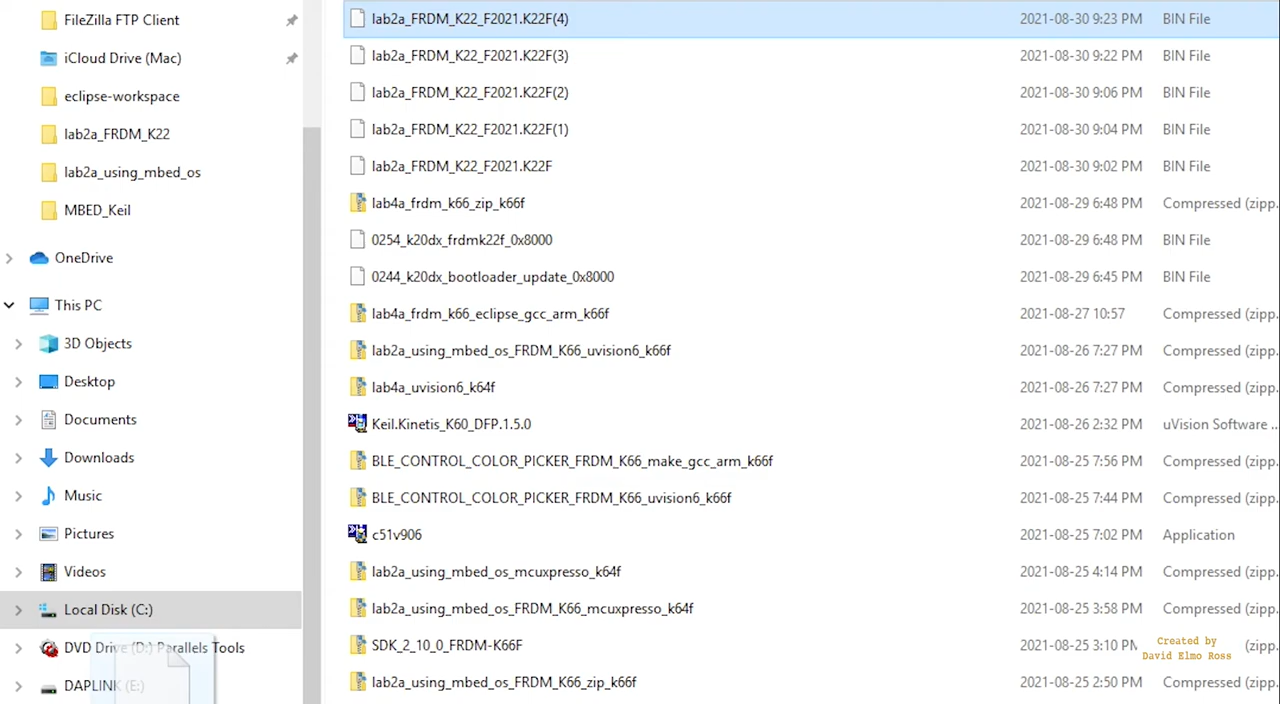 FileZilla FTP Client
iCloud Drive (Mac)
eclipse-workspace
lab2a_FRDM_K22
lab2a_using_mbed_os
MBED_Keil
OneDrive
This PC
3D Objects
Desktop
Documents
Downloads
Music
Pictures
Videos
Local Disk (C:)
DVD Drive (D:) Parallels Tools
DAPLINK (E:)
lab2a_FRDM_K22_F2021.K22F(4) 2021-08-30 9:23 PM BIN File
lab2a_FRDM_K22_F2021.K22F(3) 2021-08-30 9:22 PM BIN File
lab2a_FRDM_K22_F2021.K22F(2) 2021-08-30 9:06 PM BIN File
lab2a_FRDM_K22_F2021.K22F(1) 2021-08-30 9:04 PM BIN File
lab2a_FRDM_K22_F2021.K22F 2021-08-30 9:02 PM BIN File
lab4a_frdm_k66_zip_k66f 2021-08-29 6:48 PM Compressed (zipp.
0254_k20dx_frdmk22f_0x8000 2021-08-29 6:48 PM BIN File
0244_k20dx_bootloader_update_0x8000 2021-08-29 6:45 PM BIN File
lab4a_frdm_k66_eclipse_gcc_arm_k66f 2021-08-27 10:57 Compressed (zipp.
lab2a_using_mbed_os_FRDM_K66_uvision6_k66f 2021-08-26 7:27 PM Compressed (zipp.
lab4a_uvision6_k64f 2021-08-26 7:27 PM Compressed (zipp.
Keil.Kinetis_K60_DFP.1.5.0 2021-08-26 2:32 PM uVision Software ..
BLE_CONTROL_COLOR_PICKER_FRDM_K66_make_gcc_arm_k66f 2021-08-25 7:56 PM Compressed (zipp.
BLE_CONTROL_COLOR_PICKER_FRDM_K66_uvision6_k66f 2021-08-25 7:44 PM Compressed (zipp.
c51v906 2021-08-25 7:02 PM Application
lab2a_using_mbed_os_mcuxpresso_k64f 2021-08-25 4:14 PM Compressed (zipp.
lab2a_using_mbed_os_FRDM_K66_mcuxpresso_k64f 2021-08-25 3:58 PM Compressed (zipp.
SDK_2_10_0_FRDM-K66F 2021-08-25 3:10 PM (zipp.
lab2a_using_mbed_os_FRDM_K66_zip_k66f 2021-08-25 2:50 PM Compressed (zipp.
Created by
David Elmo Ross